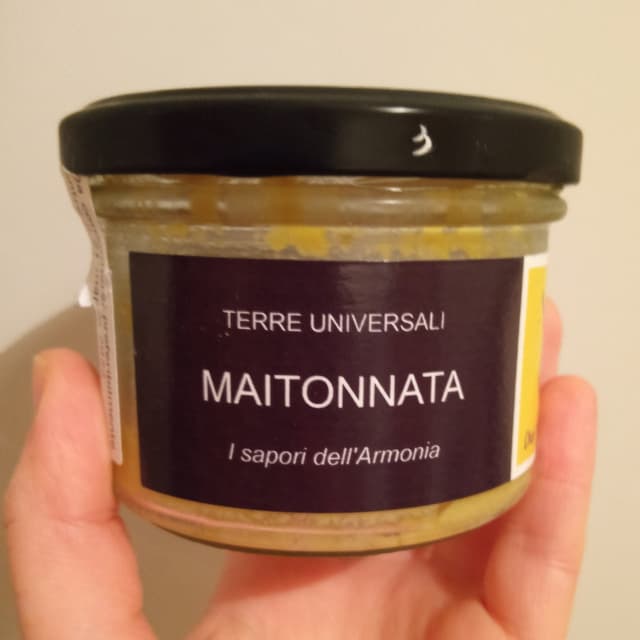 TERRE UNIVERSALI
MAITONNATA
I sapori dell'Armonia